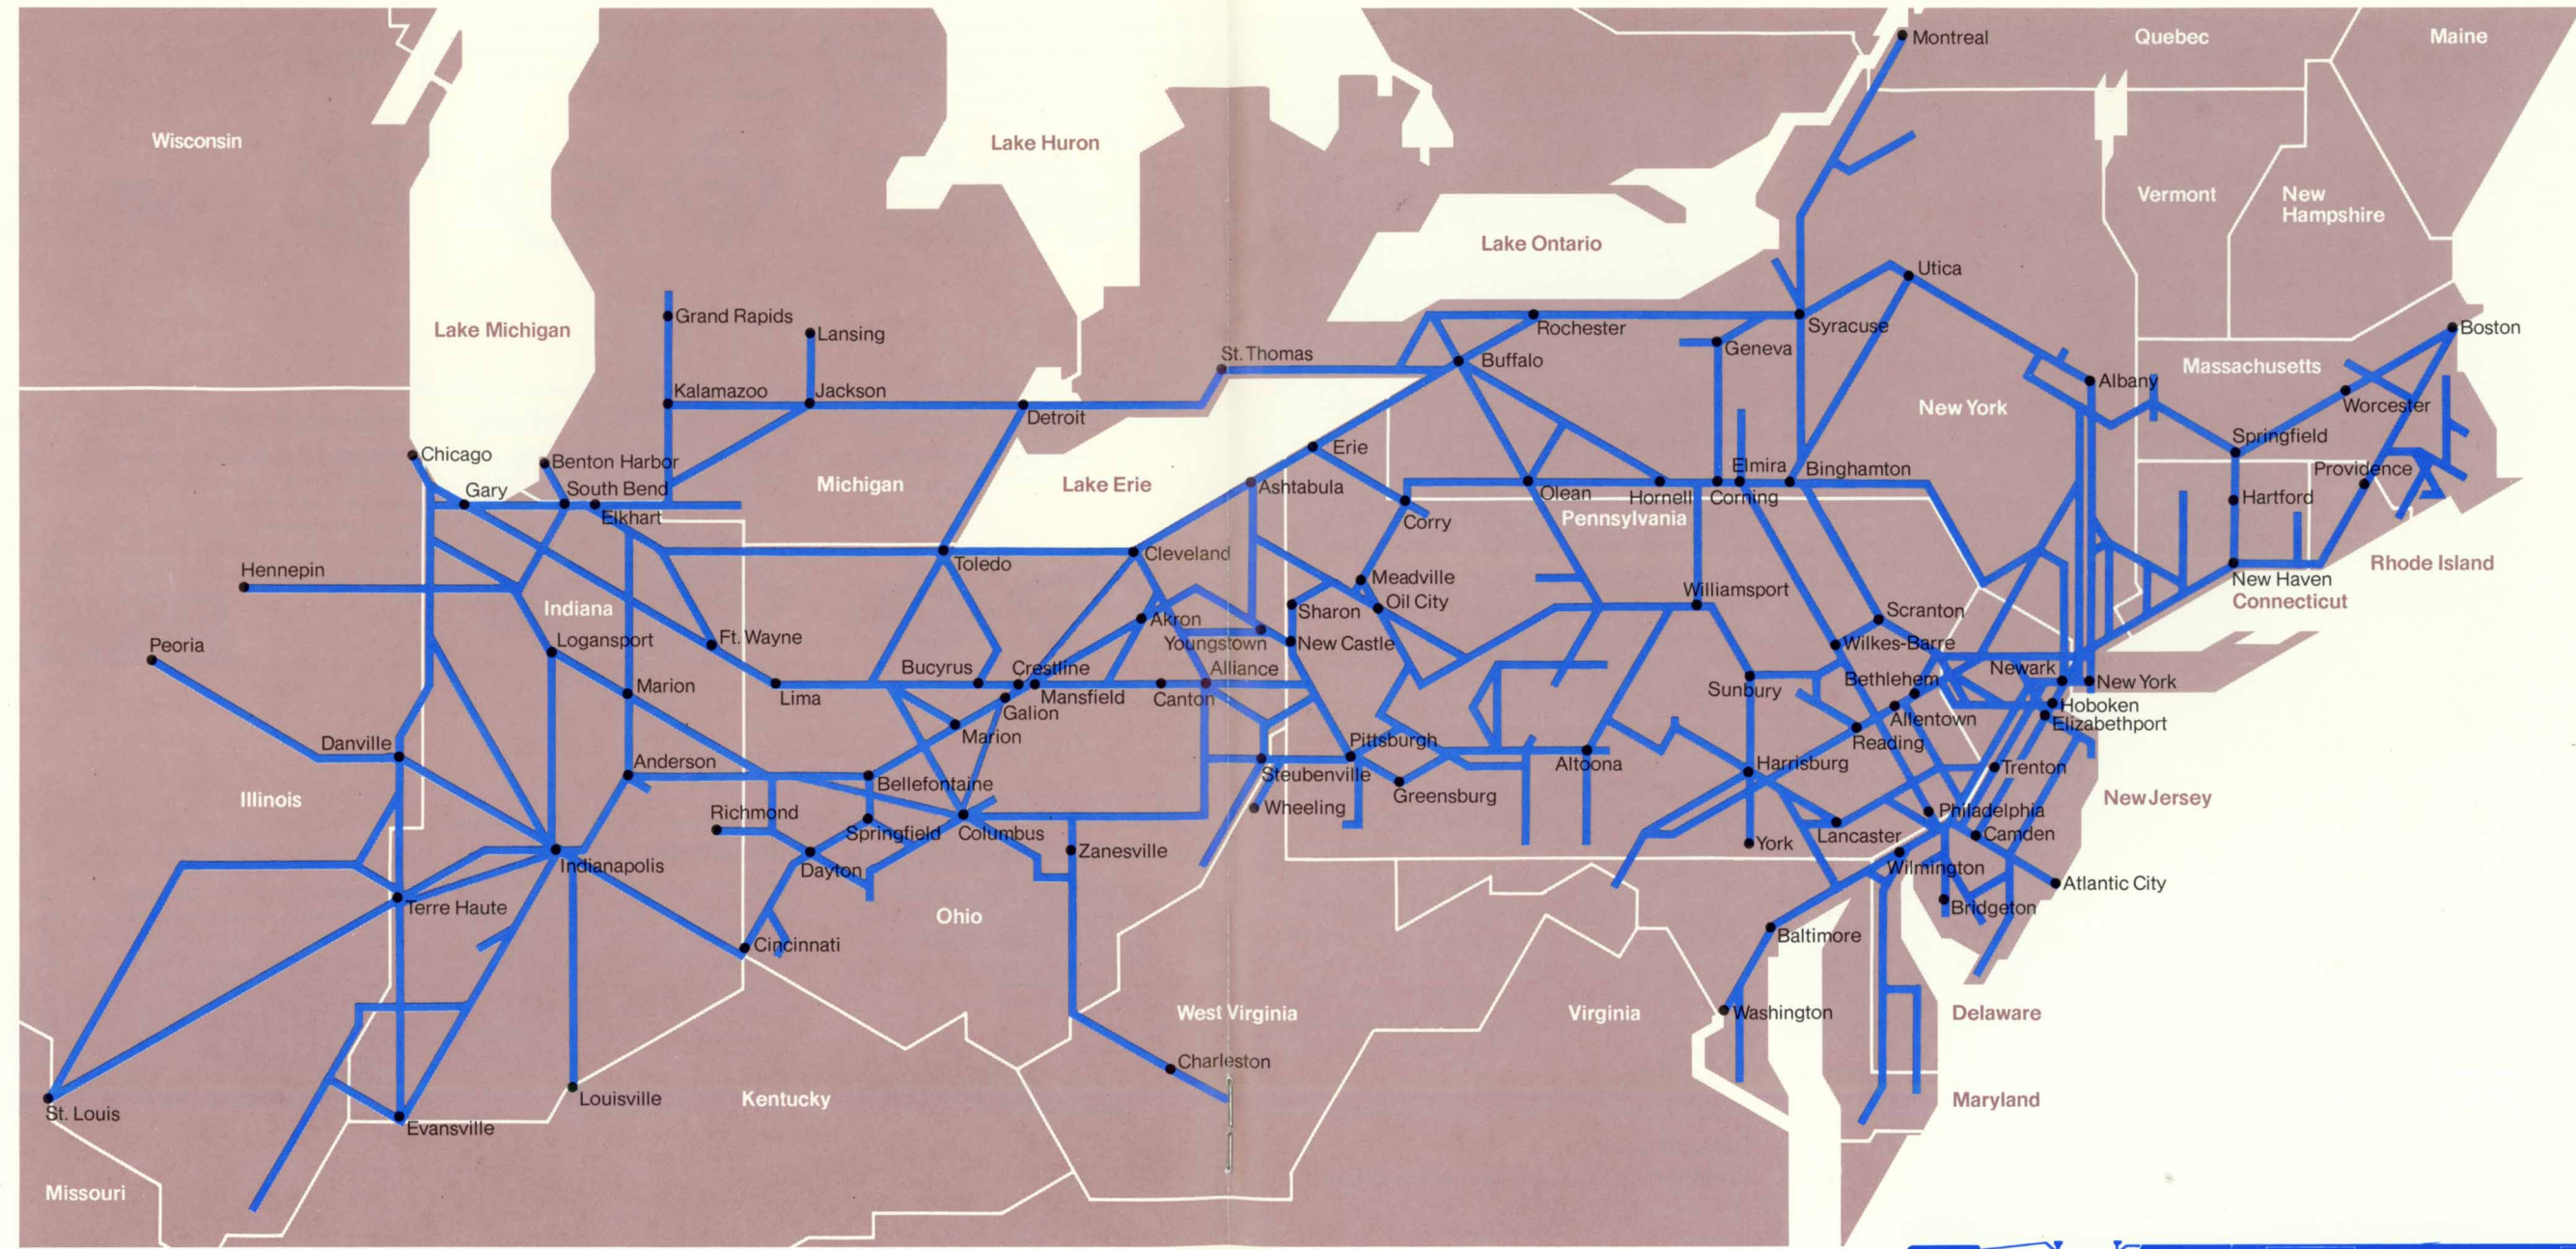 Montreal
Quebec
Maine
Wisconsin
Lake Huron
Vermont
New
Hampshire
Lake Ontario
Utica
Grand Rapids
Lake Michigan
Lansing
Rochester
Syracuse
Boston
Geneva
St. Thomas
Buffalo
Massachusetts
Albany
Kalamazoo
Jackson
Detroit
New York
Worcester
Springfield
Erie
Chicago
Benton Harbor
Elmira
Binghamton
Providence
Gary
South Bend
Michigan
Lake Erie
Ashtabula
Olean
Hornell
Corning
Hartford
Elkhart
Corry
Pennsylvania
Cleveland
Toledo
Rhode Island
Hennepin
Meadville
New Haven
Williamsport
Connecticut
Indiana
Oil City
Sharon
Scranton
Akron
Logansport
Ft. Wayne
Youngstown
New Castle
Wilkes-Barre
Peoria
Bucyrus
Crestline
Alliance
Newark
Bethlehem
New York
Marion
Lima
Mansfield
Canton
Sunbury
Galion
Hoboken
Allentown
Elizabethport
Marion
Danville
Pittsburgh
Reading
Anderson
Steubenville
Altoona
Harrisburg
Trenton
Bellefontaine
Illinois
Greensburg
New Jersey
Richmond
Wheeling
Philadelphia
Springfield
Columbus
Lancaster
Camden
York
Zanesville
Indianapolis
Dayton
Wilmington
Atlantic City
Terre Haute
Ohio
Bridgeton
Cincinnati
Baltimore
West Virginia
Virginia
Washington
Delaware
Charleston
St. Louis
Louisville
Kentucky
Maryland
Evansville
Missouri